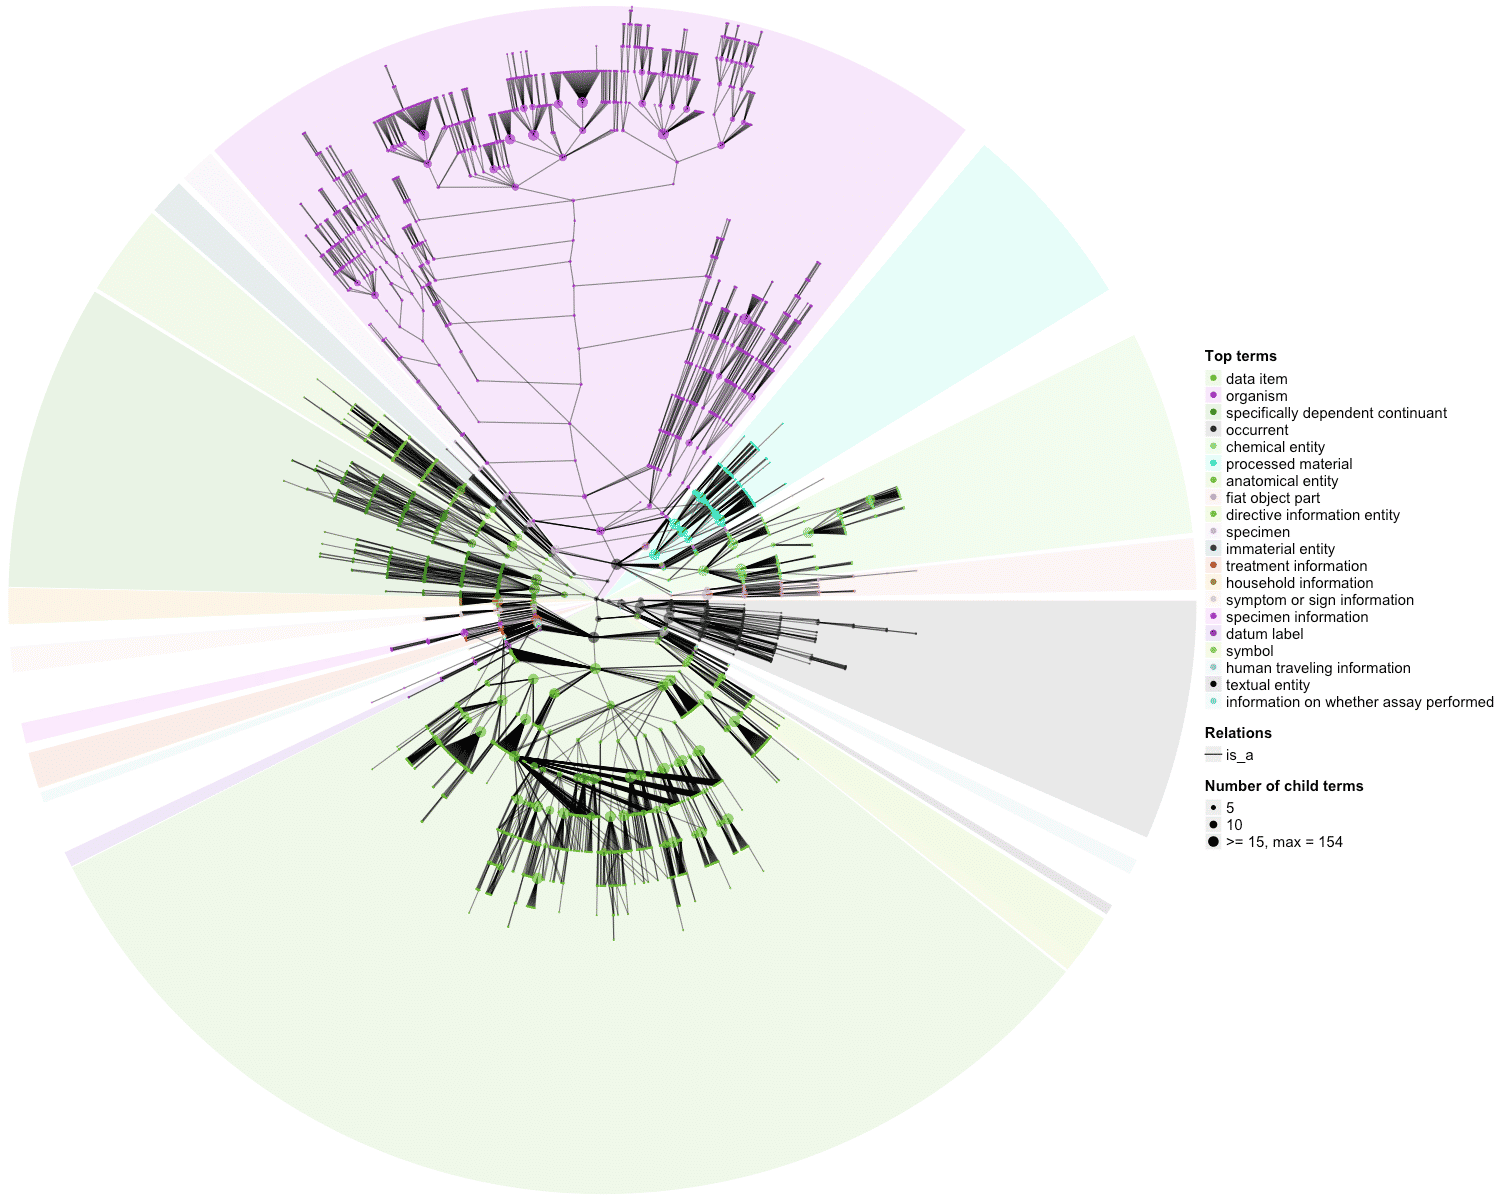 Top terms
data item
organism
specifically dependent continuant
occurrent
chemical entity
processed material
anatomical entity
fiat object part
directive information entity
specimen
immaterial entity
treatment information
household information
symptom or sign information
specimen information
datum label
symbol
human traveling information
textual entity
information on whether assay performed
Relations
is_a
Number of child terms
5
10
>= 15, max = 154